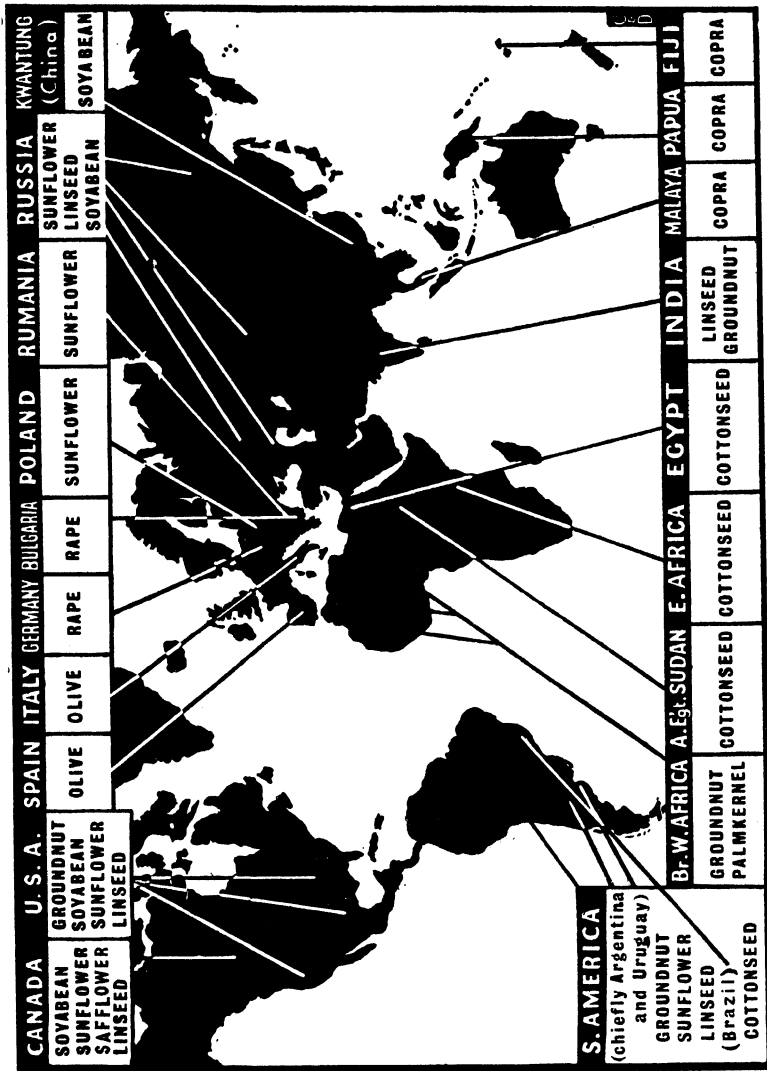 CANADA
SOYABEAN
SUNFLOWER
SAFFLOWER
LINSEED
U.S.A.
GROUNDNUT
SOYABEAN
SUNFLOWER
LINSEED
SPAIN
OLIVE
ITALY
OLIVE
GERMANY
RAPE
BULGARIA
RAPE
POLAND
SUNFLOWER
RUMANIA
SUNFLOWER
RUSSIA
SUNFLOWER
LINSEED
SOYABEAN
KWANTUNG
(China)
SOYABEAN
S. AMERICA
(chiefly Argentina
and Uruguay)
GROUNDNUT
SUNFLOWER
LINSEED
(Brazil)
COTTONSEED
Br. W. AFRICA
GROUNDNUT
PALMKERNEL
A. Egt. SUDAN
COTTONSEED
E. AFRICA
COTTONSEED
EGYPT
COTTONSEED
INDIA
LINSEED
GROUNDNUT
MALAYA
COPRA
PAPUA
COPRA
FIJI
COPRA